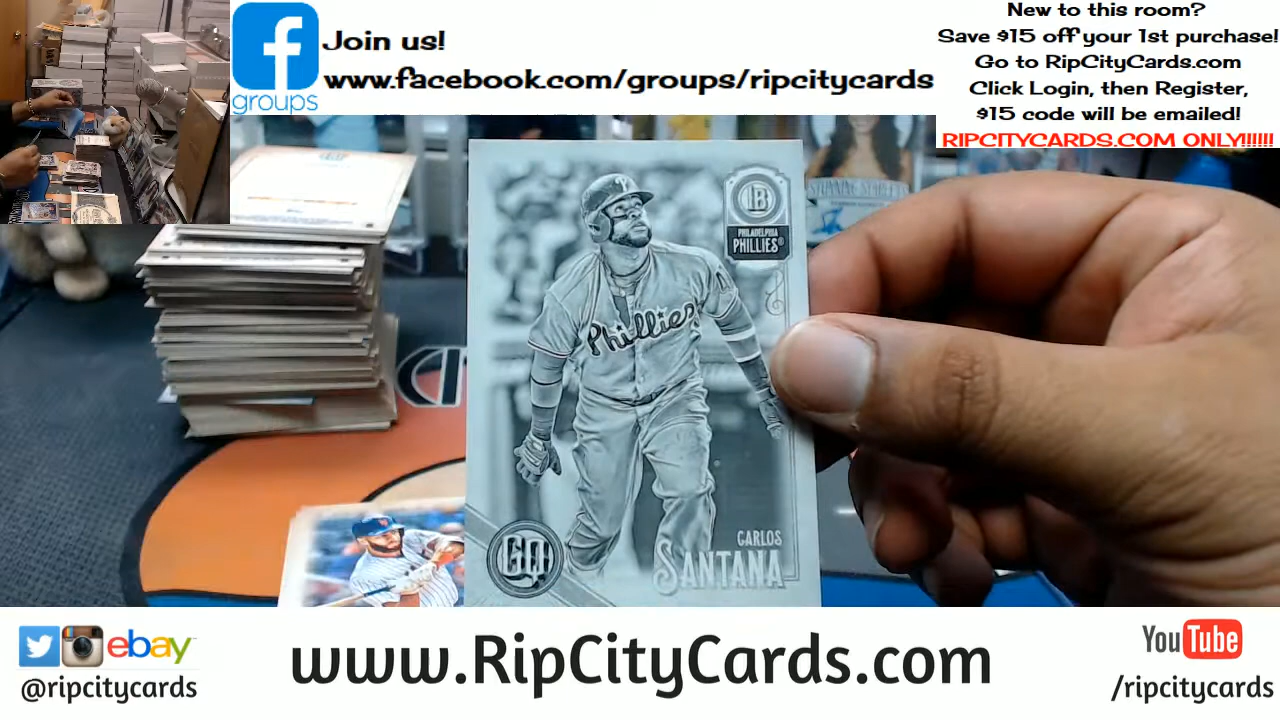 groups
Join us!
www.facebook.com/groups/ripcitycards
New to this room?
Save $15 off your 1st purchase!
Go to RipCityCards.com
Click Login, then Register,
$15 code will be emailed!
RIPCITYCARDS.COM ONLY!!!!!!
1B
PHILADELPHIA
PHILLIES®
Phillies
GQ
CARLOS
SANTANA
ebay
@ripcitycards
www.RipCityCards.com
YouTube
/ripcitycards